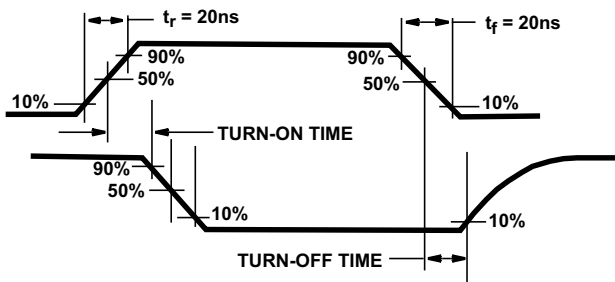 tr = 20ns
tf = 20ns
90%
90%
50%
50%
10%
10%
TURN-ON TIME
90%
50%
10%
10%
TURN-OFF TIME